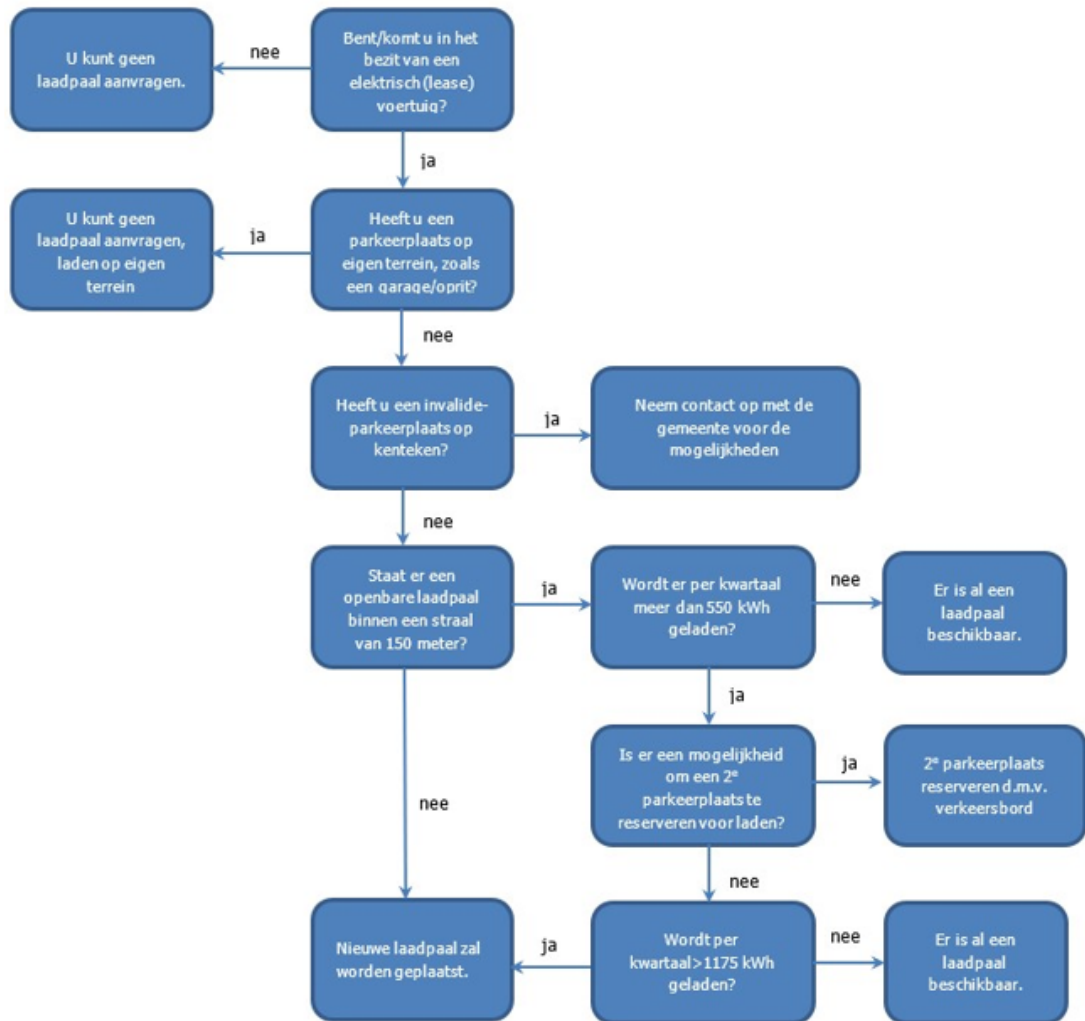 U kunt geen
laadpaal aanvragen.
nee
Bent/komt u in het
bezit van een
elektrisch (lease)
voertuig?
ja
U kunt geen
laadpaal aanvragen,
laden op eigen
terrein
ja
Heeft u een
parkeerplaats op
eigen terrein, zoals
een garage/oprit?
nee
Heeft u een invalide-
parkeerplaats op
kenteken?
ja
Neem contact op met de
gemeente voor de
mogelijkheden
nee
Staat er een
openbare laadpaal
binnen een straal
van 150 meter?
ja
Wordt er per kwartaal
meer dan 550 kWh
geladen?
nee
Er is al een
laadpaal
beschikbaar.
ja
nee
Is er een mogelijkheid
om een 2e
parkeerplaats te
reserveren voor laden?
ja
2e parkeerplaats
reserveren d.m.v.
verkeersbord
nee
Nieuwe laadpaal zal
worden geplaatst.
ja
Wordt per
kwartaal>1175 kWh
geladen?
nee
Er is al een
laadpaal
beschikbaar.